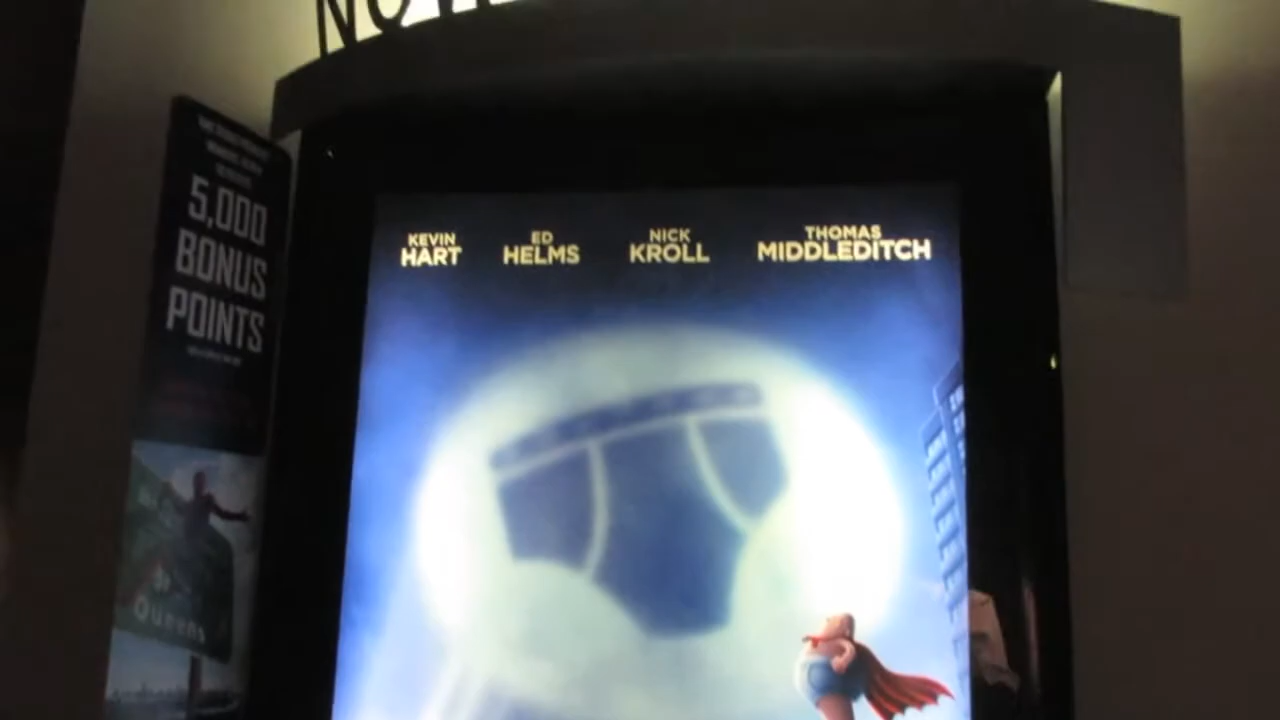 5,000
BONUS
POINTS
KEVIN HART
ED HELMS
NICK KROLL
THOMAS MIDDLEDITCH
Queens